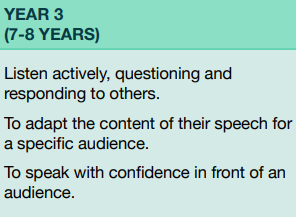 YEAR 3
(7-8 YEARS)
Listen actively, questioning and
responding to others.
To adapt the content of their speech for
a specific audience.
To speak with confidence in front of an
audience.